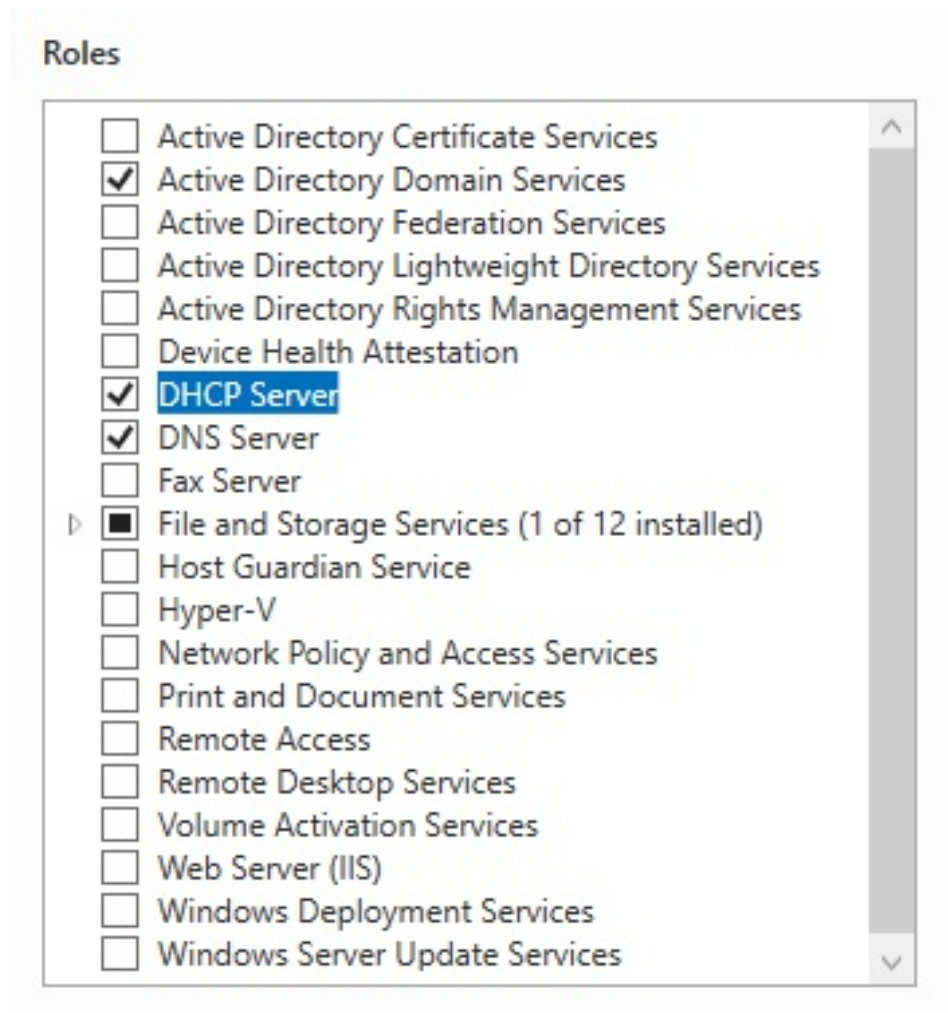 Roles
Active Directory Certificate Services
Active Directory Domain Services
Active Directory Federation Services
Active Directory Lightweight Directory Services
Active Directory Rights Management Services
Device Health Attestation
DHCP Server
DNS Server
Fax Server
File and Storage Services (1 of 12 installed)
Host Guardian Service
Hyper-V
Network Policy and Access Services
Print and Document Services
Remote Access
Remote Desktop Services
Volume Activation Services
Web Server (IIS)
Windows Deployment Services
Windows Server Update Services